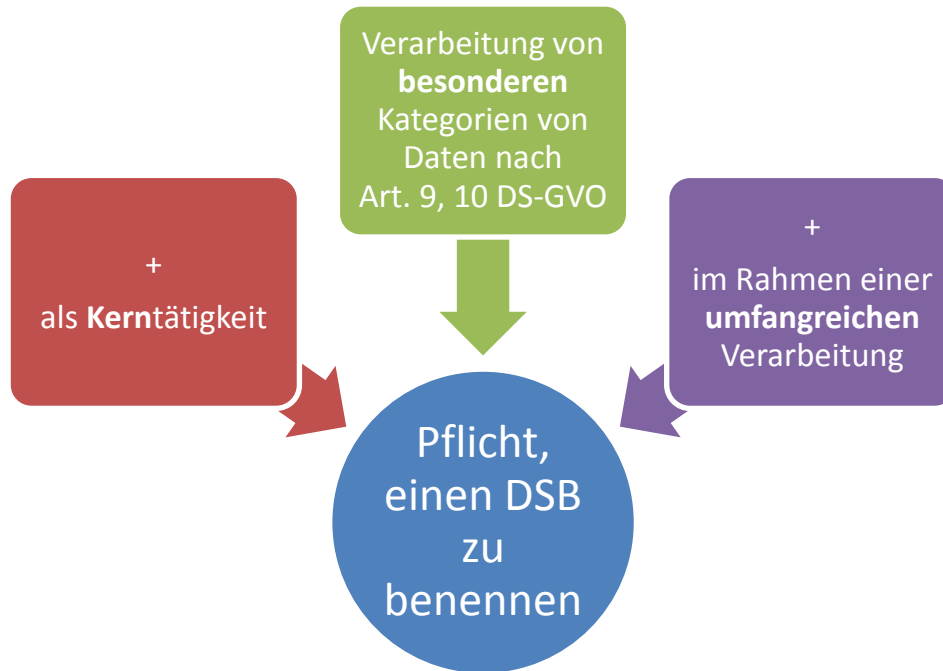 Verarbeitung von
besonderen
Kategorien von
Daten nach
Art. 9, 10 DS-GVO
+
als Kerntätigkeit
+
im Rahmen einer
umfangreichen
Verarbeitung
Pflicht,
einen DSB
zu
benennen